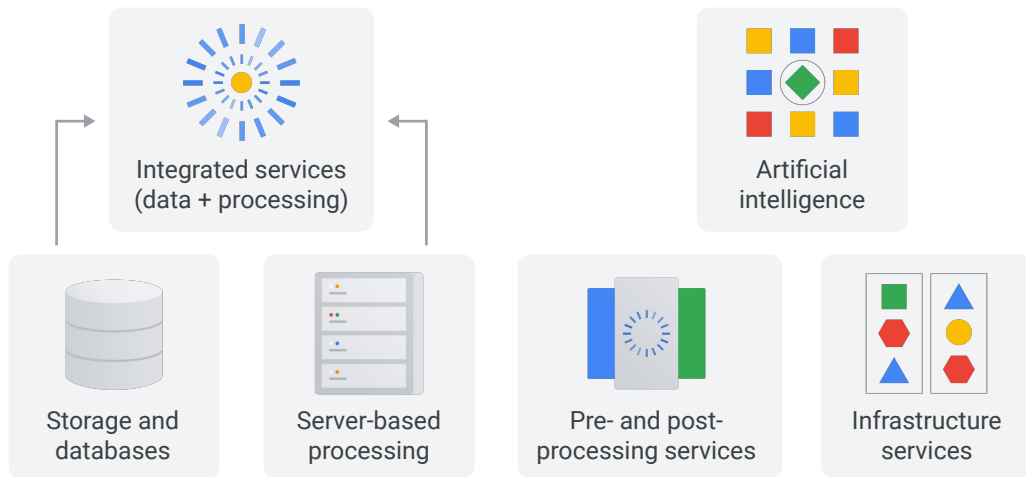 Integrated services
(data + processing)
Artificial
intelligence
Storage and
databases
Server-based
processing
Pre- and post-
processing services
Infrastructure
services